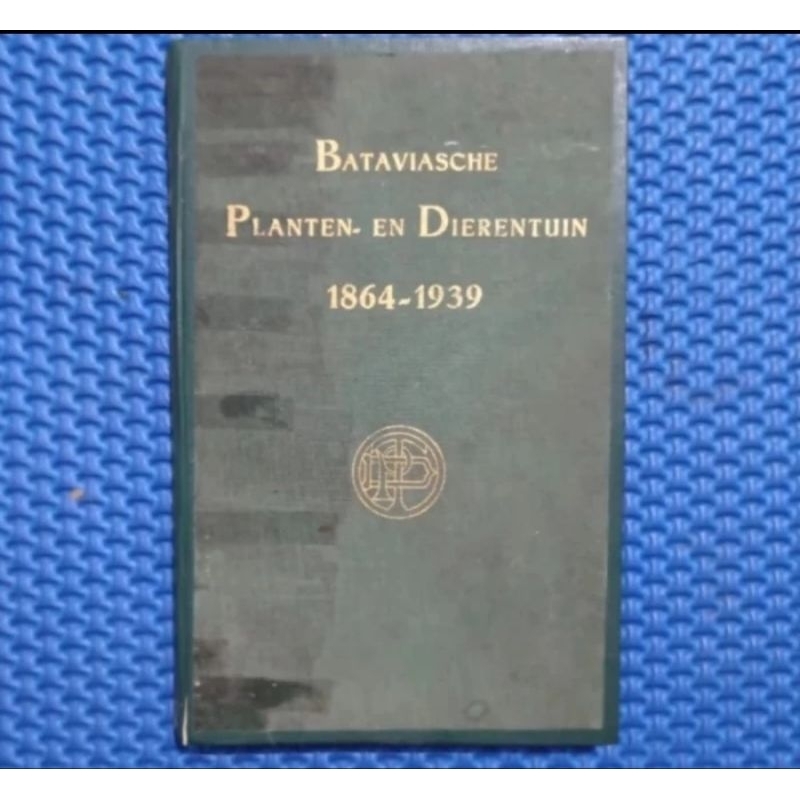 BATAVIASCHE
PLANTEN- EN DIERENTUIN
1864-1939